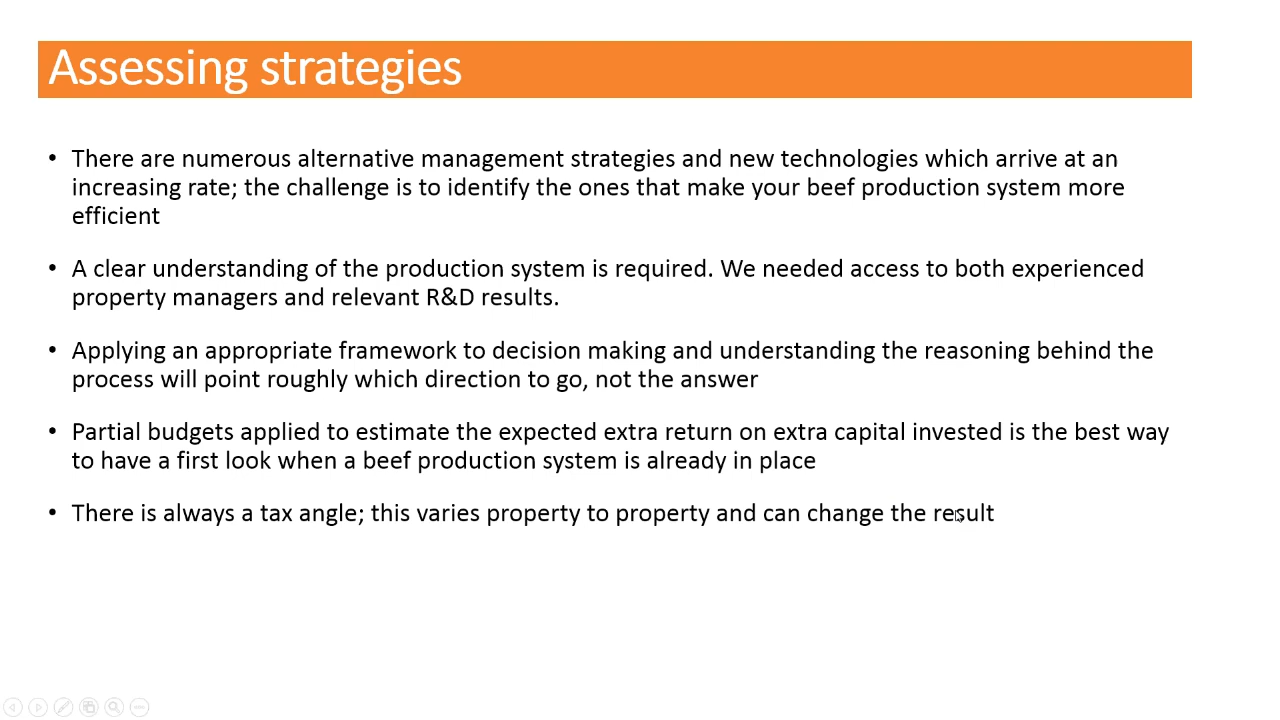 Assessing strategies
• There are numerous alternative management strategies and new technologies which arrive at an
increasing rate; the challenge is to identify the ones that make your beef production system more
efficient
• A clear understanding of the production system is required. We needed access to both experienced
property managers and relevant R&D results.
• Applying an appropriate framework to decision making and understanding the reasoning behind the
process will point roughly which direction to go, not the answer
• Partial budgets applied to estimate the expected extra return on extra capital invested is the best way
to have a first look when a beef production system is already in place
• There is always a tax angle; this varies property to property and can change the result